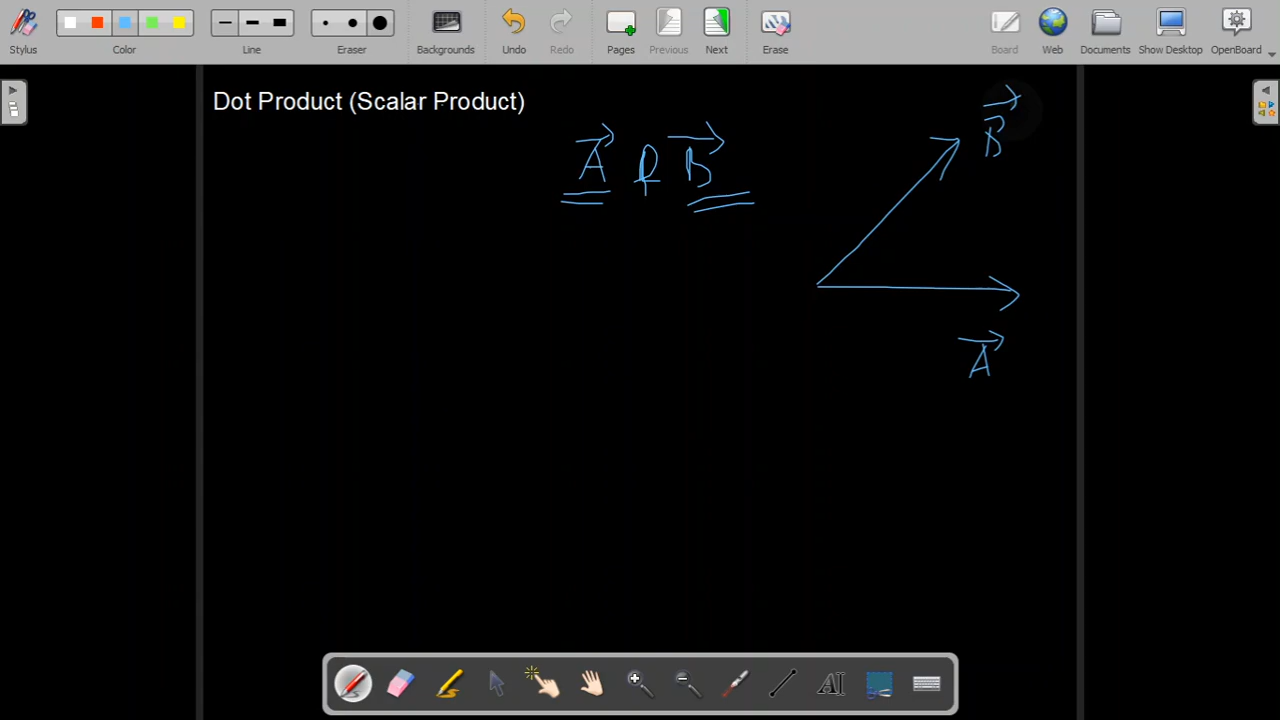 Stylus Color Line Eraser Backgrounds Undo Redo Pages Previous Next Erase Board Web Documents Show Desktop OpenBoard
Dot Product (Scalar Product)
A⃗ & B⃗
B⃗
A⃗